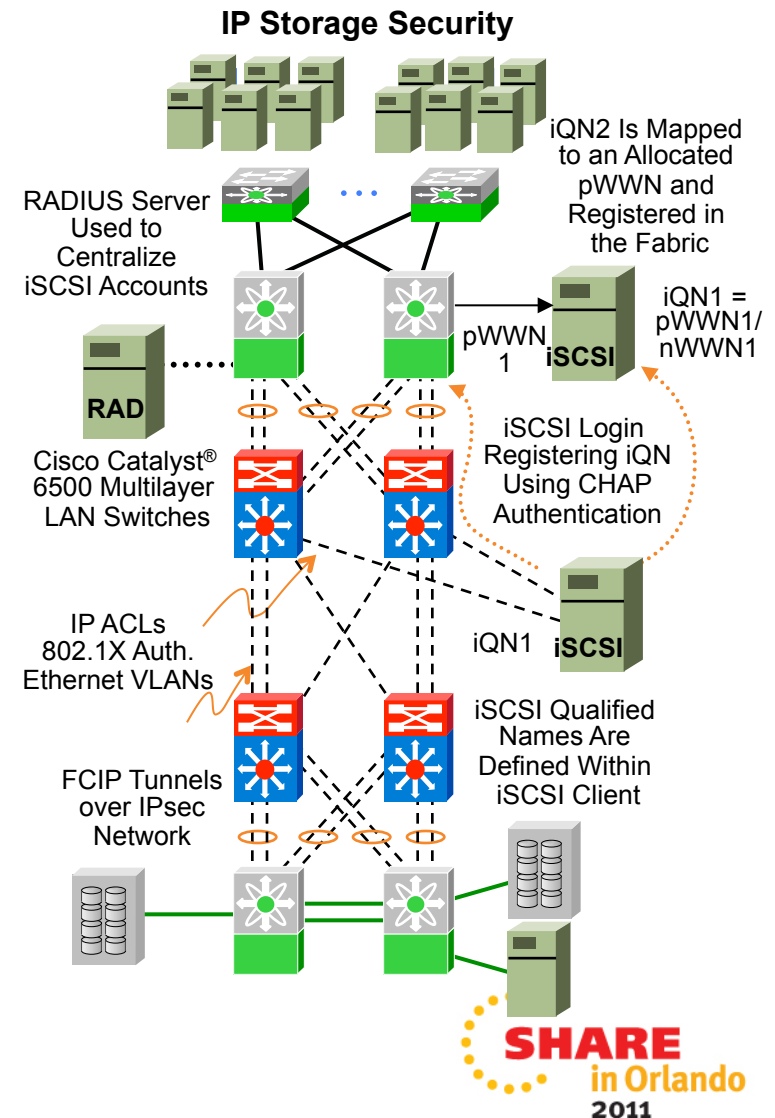 IP Storage Security
iQN2 Is Mapped
to an Allocated
pWWN and
Registered in
the Fabric
RADIUS Server
Used to
Centralize
iSCSI Accounts
iQN1 =
pWWN1/
nWWN1
pWWN
1
iSCSI
RAD
iSCSI Login
Registering iQN
Using CHAP
Authentication
Cisco Catalyst®
6500 Multilayer
LAN Switches
IP ACLs
802.1X Auth.
Ethernet VLANs
iQN1
iSCSI
iSCSI Qualified
Names Are
Defined Within
iSCSI Client
FCIP Tunnels
over IPsec
Network
SHARE
in Orlando
2011